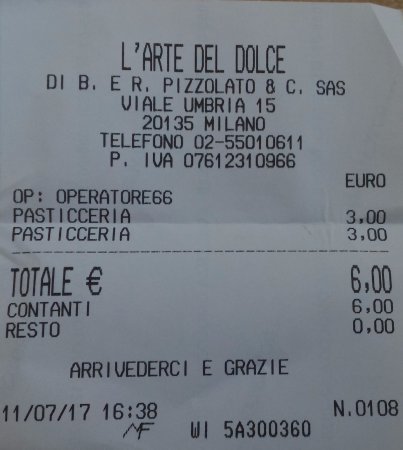 L'ARTE DEL DOLCE
DI B. E R. PIZZOLATO & C. SAS
VIALE UMBRIA 15
20135 MILANO
TELEFONO 02-55010611
P. IVA 07612310966
EURO
OP: OPERATORE66
PASTICCERIA 3,00
PASTICCERIA 3,00
TOTALE € 6,00
CONTANTI 6,00
RESTO 0,00
ARRIVEDERCI E GRAZIE
11/07/17 16:38 N.0108
MF WI 5A300360